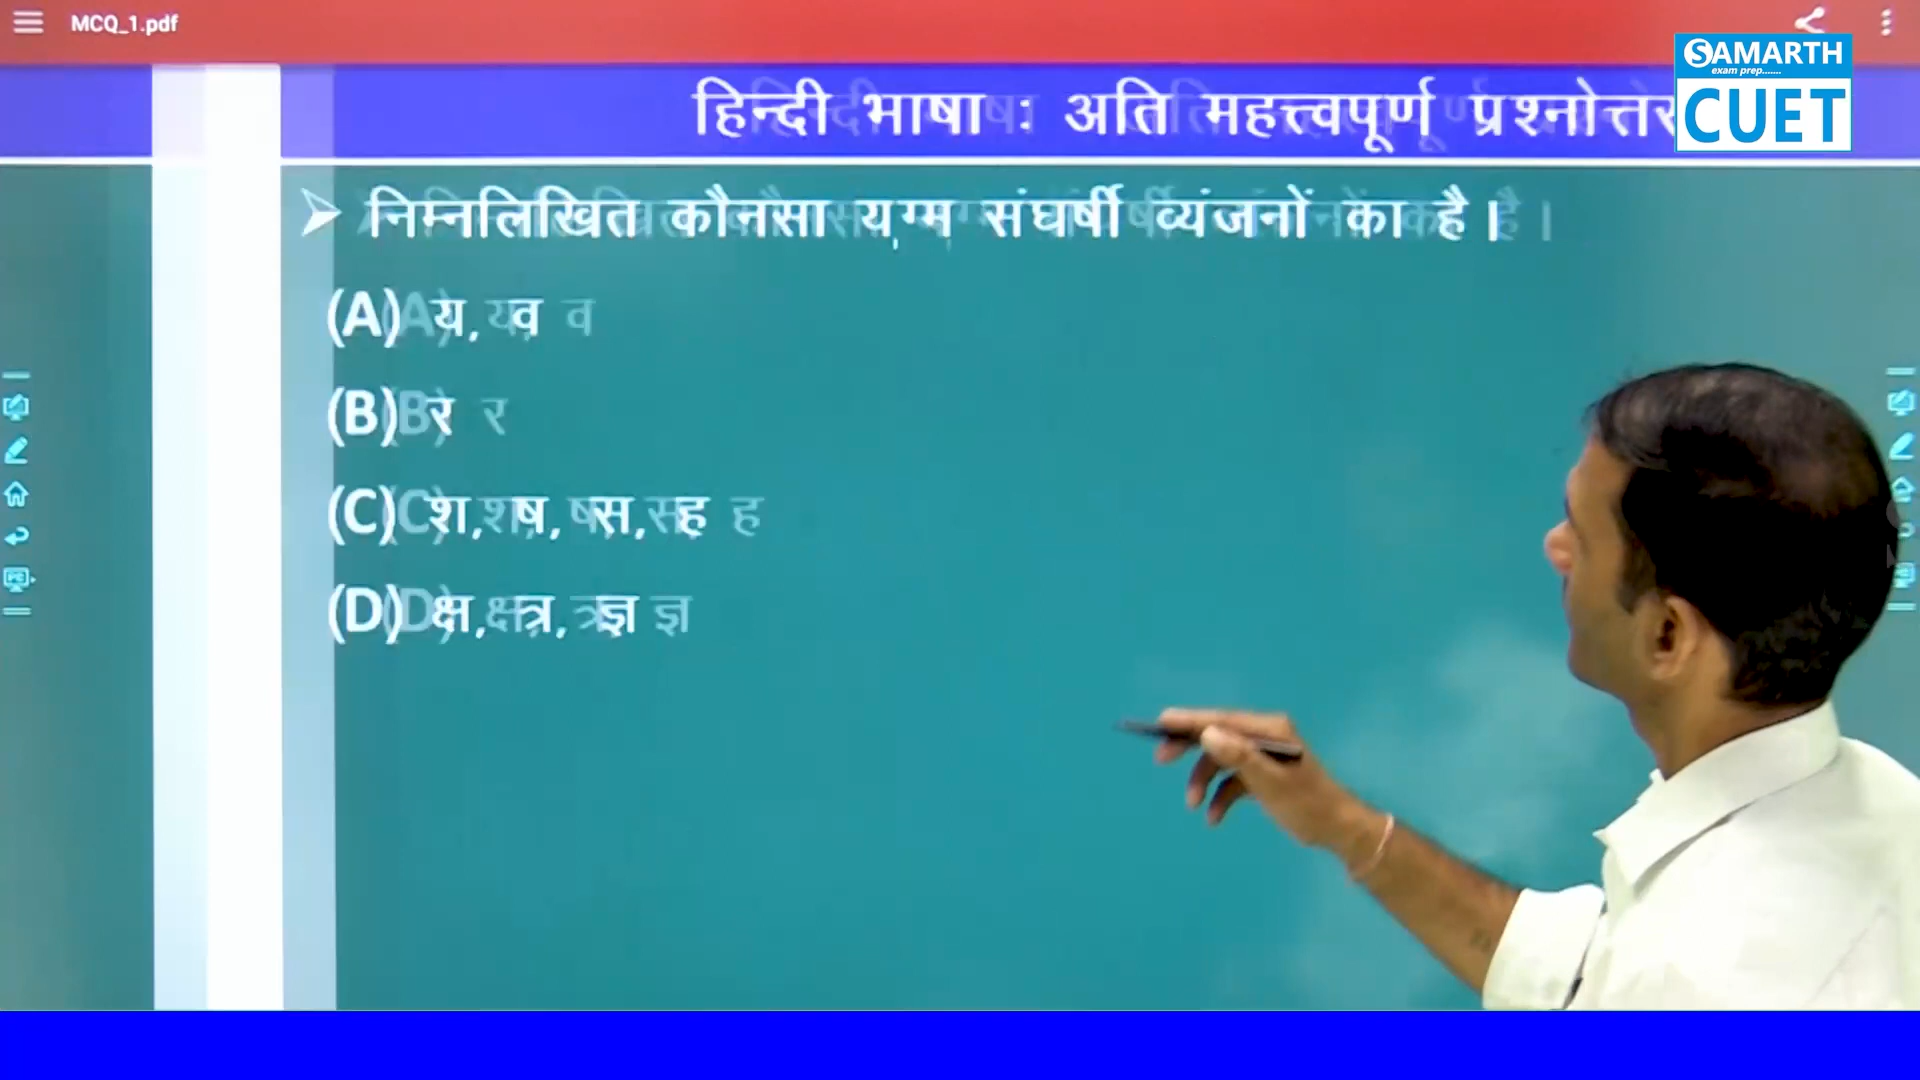 MCQ_1.pdf
SAMARTH
exam prep.......
CUET
हिन्दी भाषा : अति महत्त्वपूर्ण प्रश्नोत्तर
➢ निम्नलिखित कौनसा युग्म संघर्षी व्यंजनों का है।
(A) य, व
(B) र
(C) श, ष, स, ह
(D) क्ष, त्र, ज्ञ